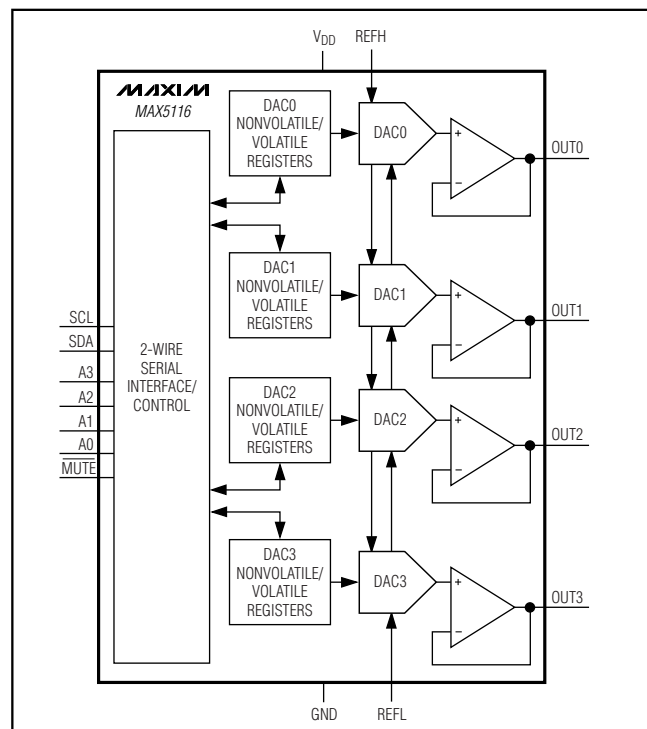 VDD
REFH
MAXIM
MAX5116
DAC0
NONVOLATILE/
VOLATILE
REGISTERS
DAC0
+
−
OUT0
DAC1
NONVOLATILE/
VOLATILE
REGISTERS
DAC1
+
−
OUT1
SCL
SDA
A3
A2
A1
A0
MUTE
2-WIRE
SERIAL
INTERFACE/
CONTROL
DAC2
NONVOLATILE/
VOLATILE
REGISTERS
DAC2
+
−
OUT2
DAC3
NONVOLATILE/
VOLATILE
REGISTERS
DAC3
+
−
OUT3
GND
REFL